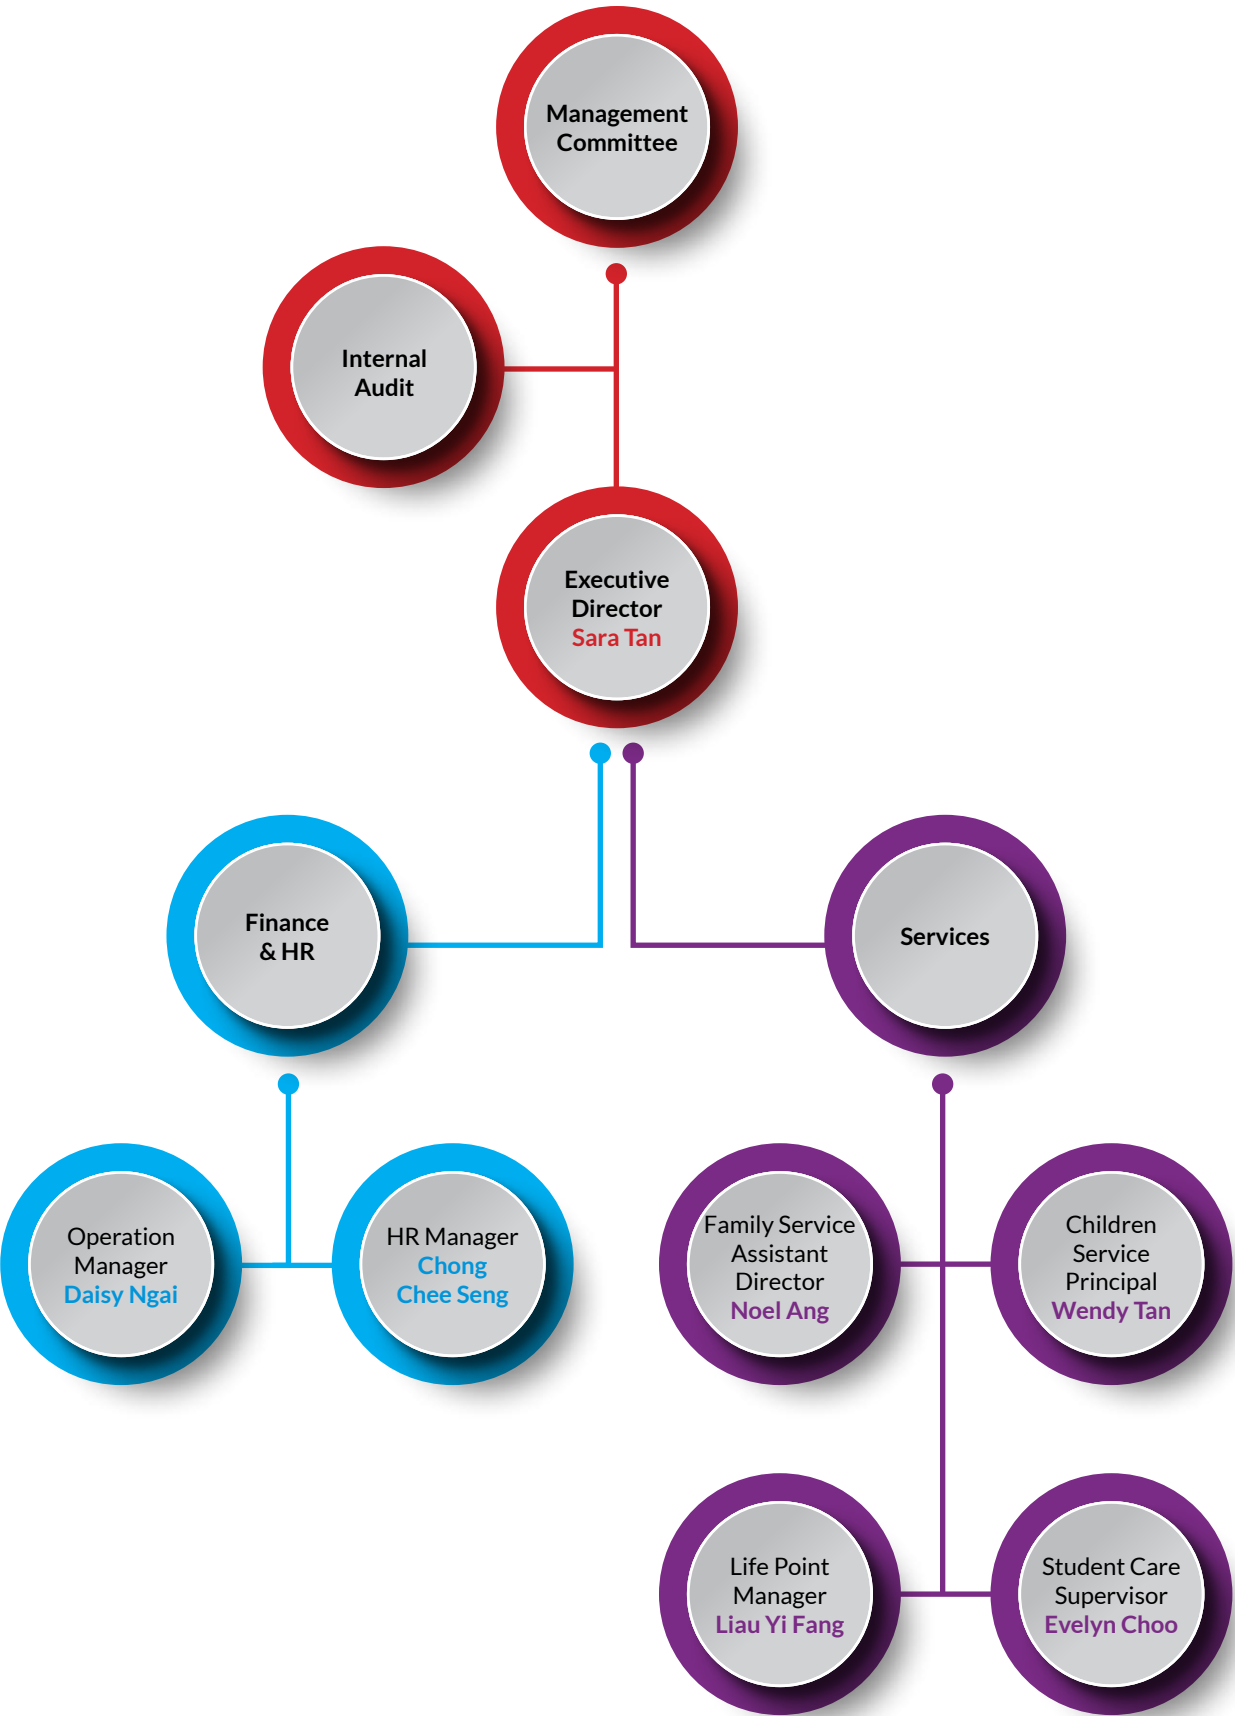 Management
Committee
Internal
Audit
Executive
Director
Sara Tan
Finance
& HR
Services
Operation
Manager
Daisy Ngai
HR Manager
Chong
Chee Seng
Family Service
Assistant
Director
Noel Ang
Children
Service
Principal
Wendy Tan
Life Point
Manager
Liau Yi Fang
Student Care
Supervisor
Evelyn Choo